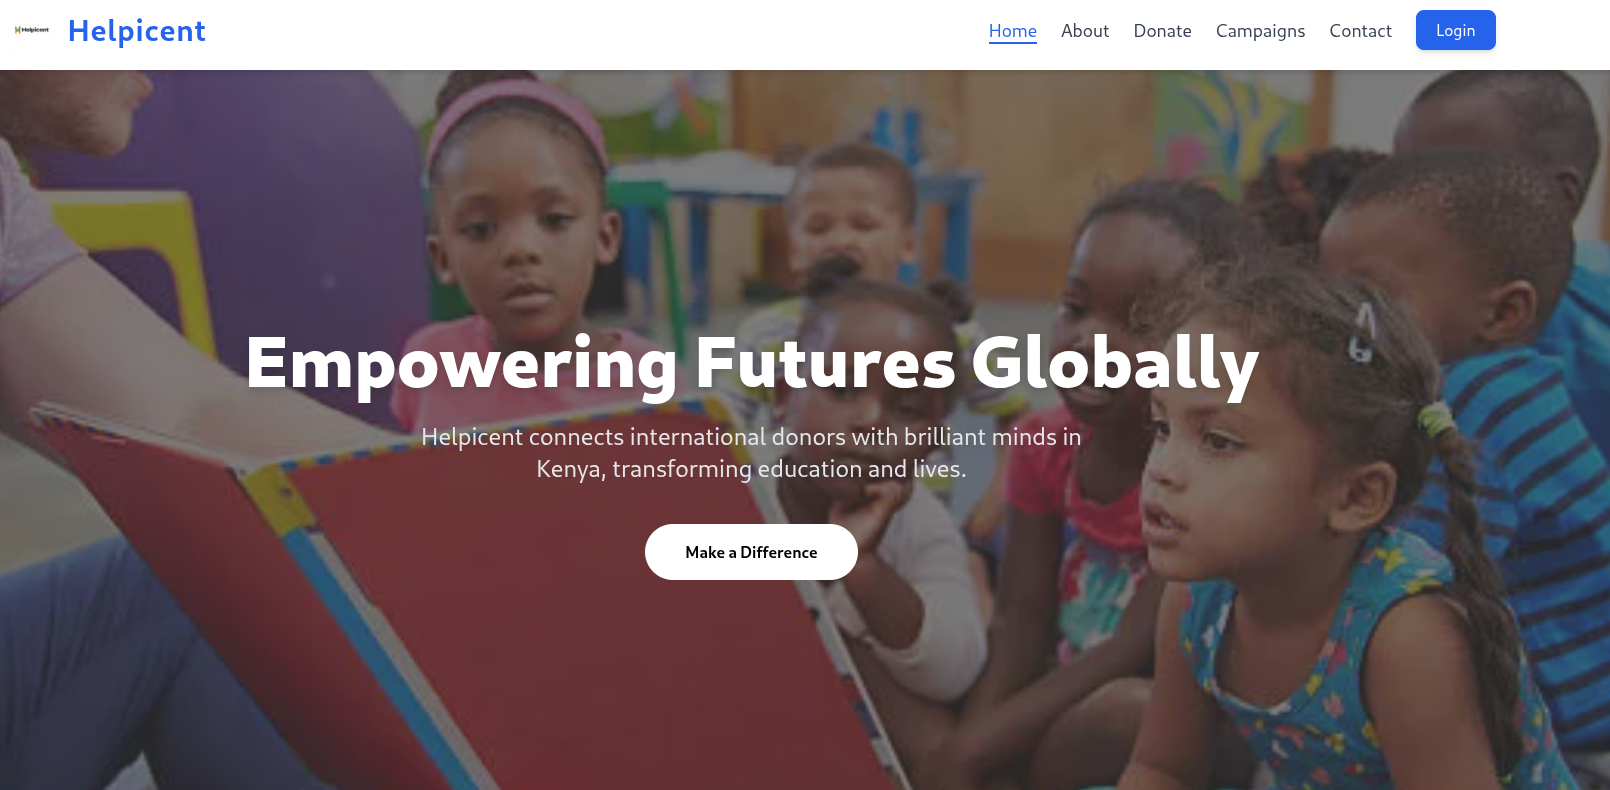 Helpicent
Helpicent
Home About Donate Campaigns Contact Login
Empowering Futures Globally
Helpicent connects international donors with brilliant minds in
Kenya, transforming education and lives.
Make a Difference